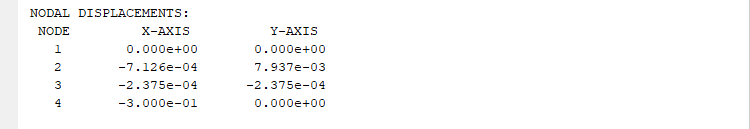 NODAL DISPLACEMENTS:
NODE X-AXIS Y-AXIS
1 0.000e+00 0.000e+00
2 -7.126e-04 7.937e-03
3 -2.375e-04 -2.375e-04
4 -3.000e-01 0.000e+00